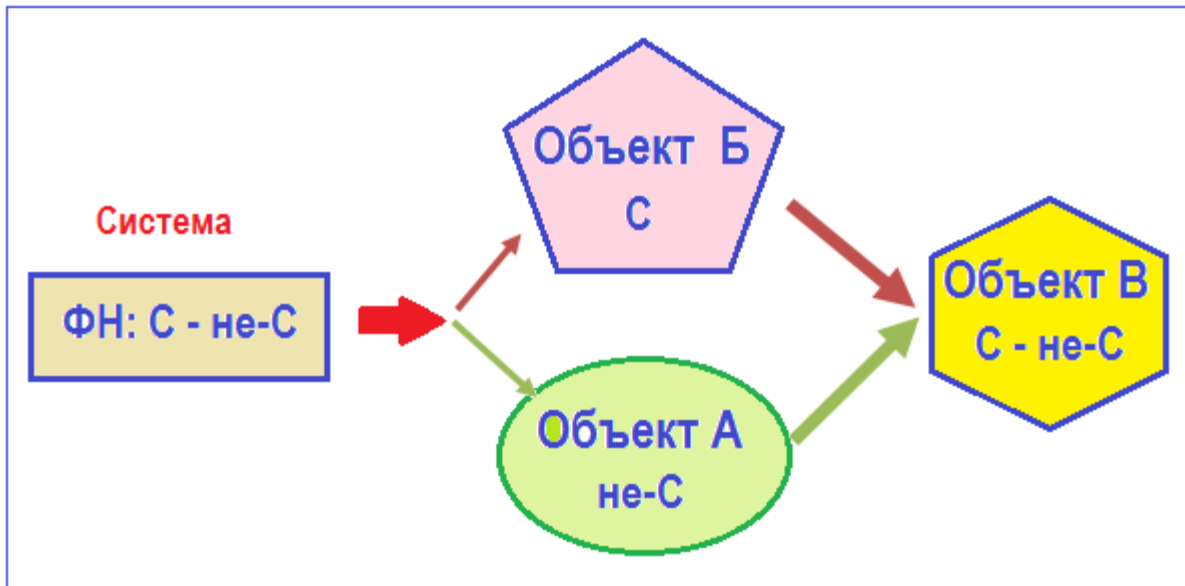 Система
ФН: С - не-С
Объект Б
С
Объект А
не-С
Объект В
С - не-С